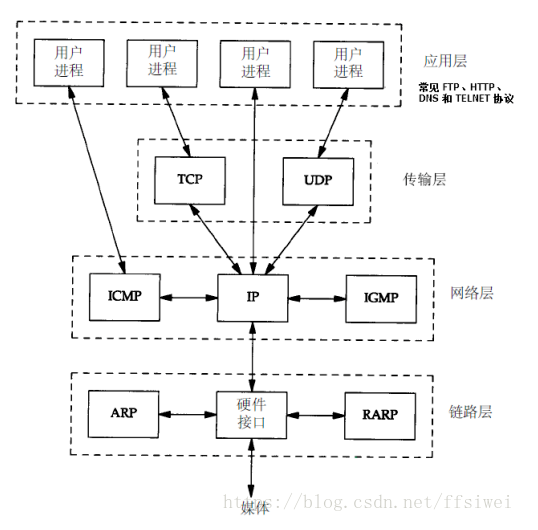 用户
进程
用户
进程
用户
进程
用户
进程
应用层
常见 FTP、HTTP、
DNS 和 TELNET 协议
TCP
UDP
传输层
ICMP
IP
IGMP
网络层
ARP
硬件
接口
RARP
链路层
媒体
https://blog.csdn.net/ffsiwei